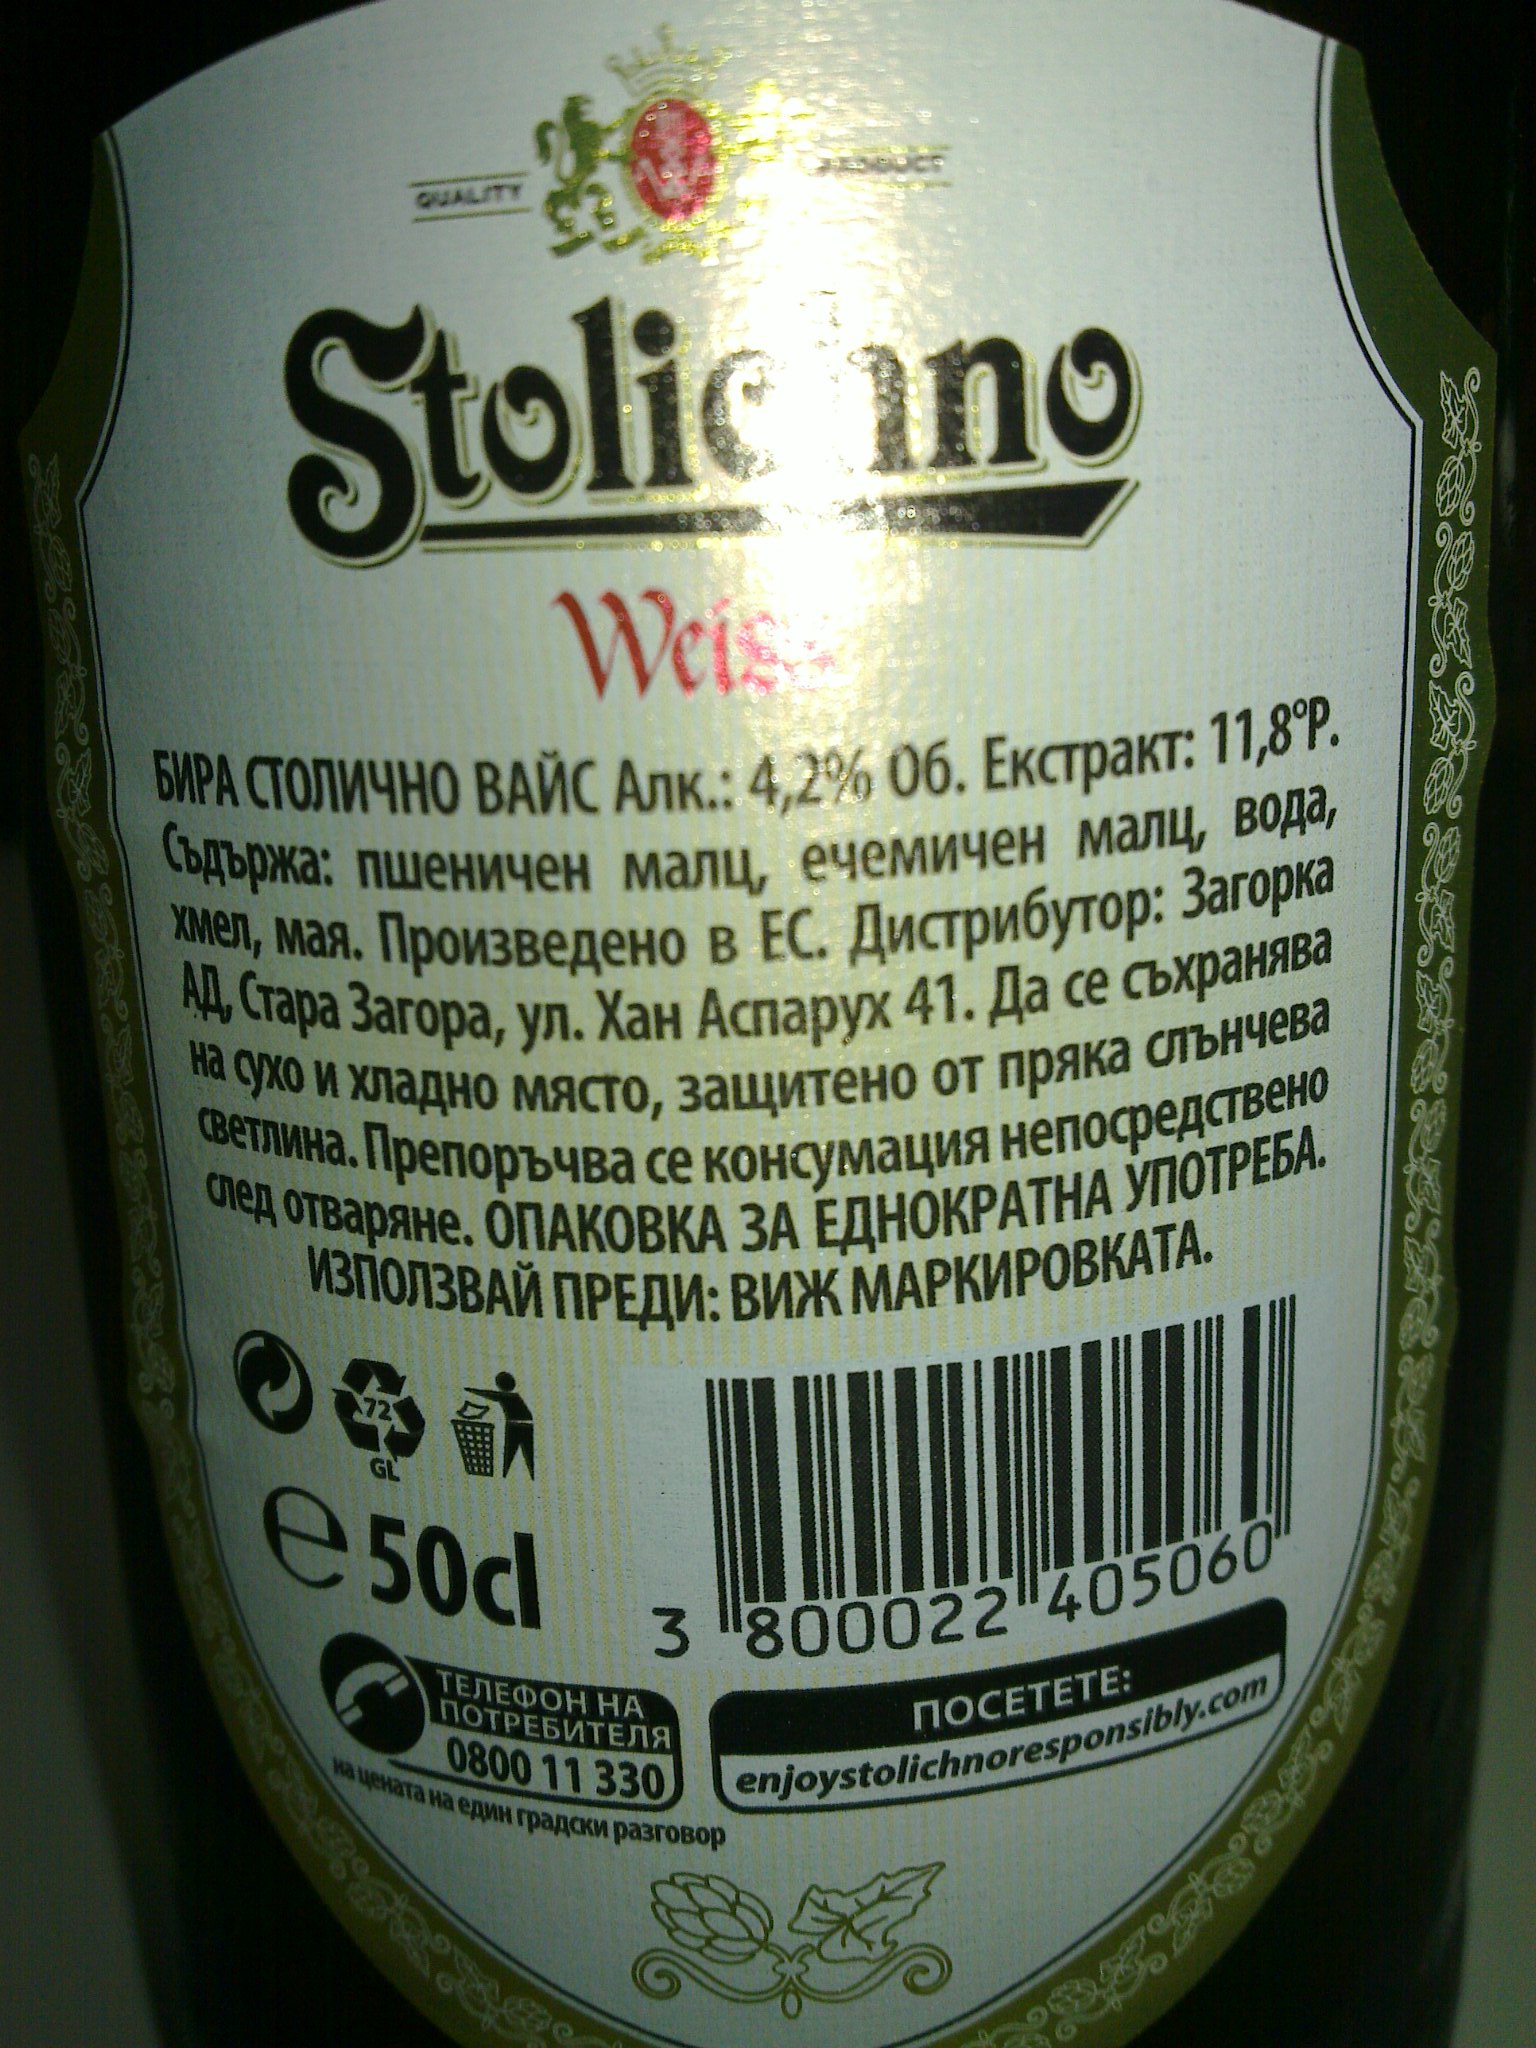 QUALITY PRODUCT
Stolichno
Weiss
БИРА СТОЛИЧНО ВАЙС Алк.: 4,2% Об. Екстракт: 11,8°P.
Съдържа: пшеничен малц, ечемичен малц, вода,
хмел, мая. Произведено в ЕС. Дистрибутор: Загорка
АД, Стара Загора, ул. Хан Аспарух 41. Да се съхранява
на сухо и хладно място, защитено от пряка слънчева
светлина. Препоръчва се консумация непосредствено
след отваряне. ОПАКОВКА ЗА ЕДНОКРАТНА УПОТРЕБА.
ИЗПОЛЗВАЙ ПРЕДИ: ВИЖ МАРКИРОВКАТА.
72
GL
e 50cl
3 800022 405060
ТЕЛЕФОН НА
ПОТРЕБИТЕЛЯ
0800 11 330
на цената на един градски разговор
ПОСЕТЕТЕ:
enjoystolichnoresponsibly.com